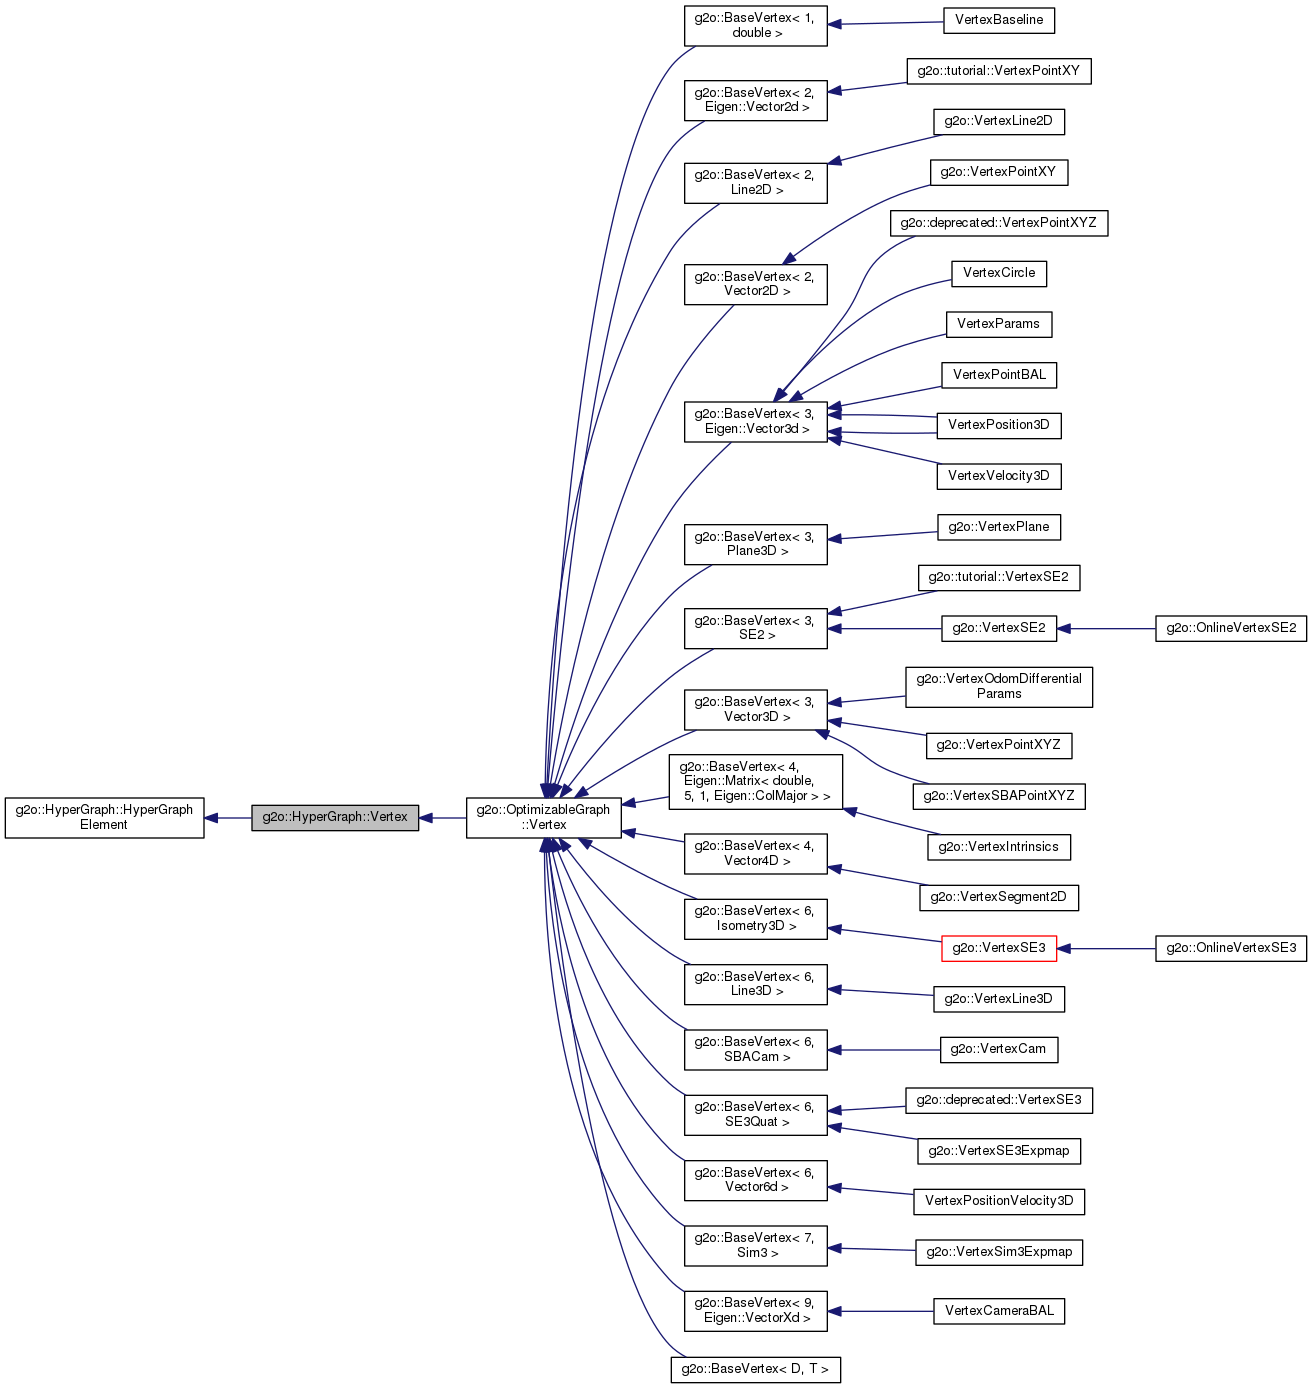 g2o::HyperGraph::HyperGraph
Element
g2o::HyperGraph::Vertex
g2o::OptimizableGraph
::Vertex
g2o::BaseVertex< 1,
double >
g2o::BaseVertex< 2,
Eigen::Vector2d >
g2o::BaseVertex< 2,
Line2D >
g2o::BaseVertex< 2,
Vector2D >
g2o::BaseVertex< 3,
Eigen::Vector3d >
g2o::BaseVertex< 3,
Plane3D >
g2o::BaseVertex< 3,
SE2 >
g2o::BaseVertex< 3,
Vector3D >
g2o::BaseVertex< 4,
Eigen::Matrix< double,
5, 1, Eigen::ColMajor > >
g2o::BaseVertex< 4,
Vector4D >
g2o::BaseVertex< 6,
Isometry3D >
g2o::BaseVertex< 6,
Line3D >
g2o::BaseVertex< 6,
SBACam >
g2o::BaseVertex< 6,
SE3Quat >
g2o::BaseVertex< 6,
Vector6d >
g2o::BaseVertex< 7,
Sim3 >
g2o::BaseVertex< 9,
Eigen::VectorXd >
g2o::BaseVertex< D, T >
VertexBaseline
g2o::tutorial::VertexPointXY
g2o::VertexLine2D
g2o::VertexPointXY
g2o::deprecated::VertexPointXYZ
VertexCircle
VertexParams
VertexPointBAL
VertexPosition3D
VertexVelocity3D
g2o::VertexPlane
g2o::tutorial::VertexSE2
g2o::VertexSE2
g2o::VertexOdomDifferential
Params
g2o::VertexPointXYZ
g2o::VertexSBAPointXYZ
g2o::VertexIntrinsics
g2o::VertexSegment2D
g2o::VertexSE3
g2o::VertexLine3D
g2o::VertexCam
g2o::deprecated::VertexSE3
g2o::VertexSE3Expmap
VertexPositionVelocity3D
g2o::VertexSim3Expmap
VertexCameraBAL
g2o::OnlineVertexSE2
g2o::OnlineVertexSE3